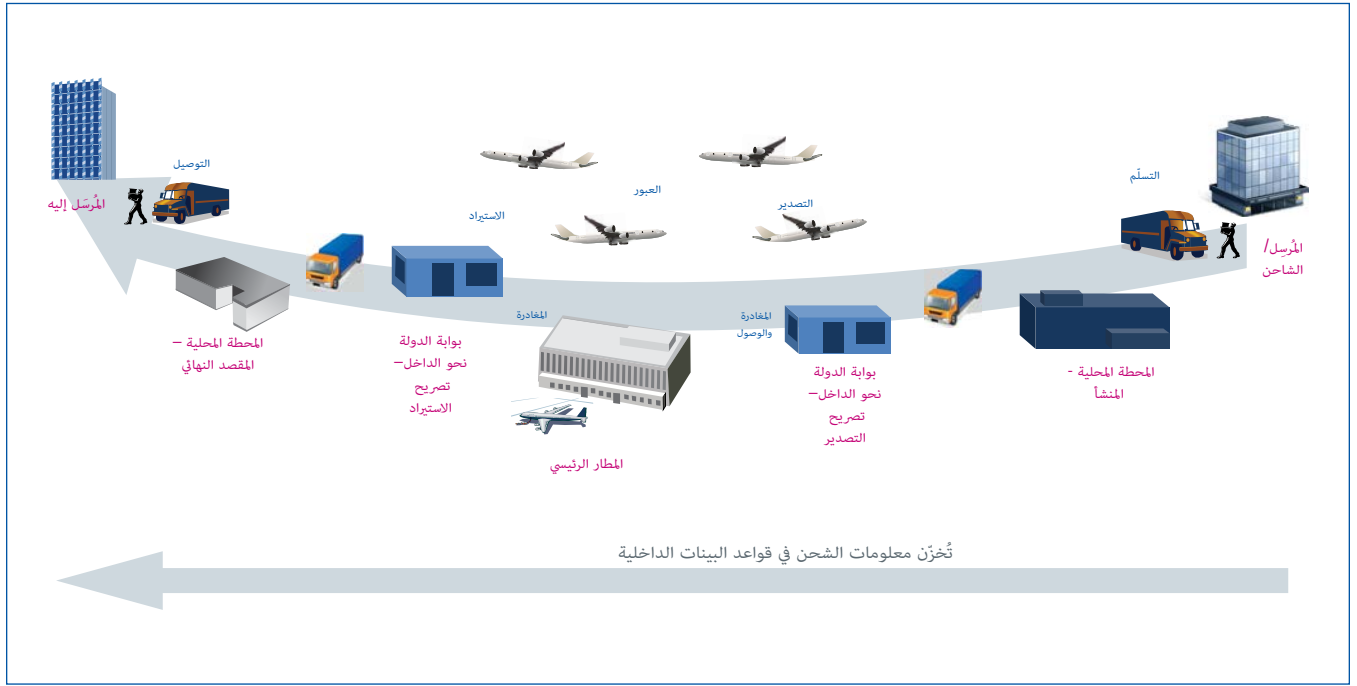 التسلّم
المُرسِل/
الشاحن
المحطة المحلية -
المنشأ
التصدير
المغادرة
والوصول
بوابة الدولة
نحو الداخل–
تصريح
التصدير
العبور
المغادرة
المطار الرئيسي
الاستيراد
بوابة الدولة
نحو الداخل–
تصريح
الاستيراد
التوصيل
المُرسَل إليه
المحطة المحلية –
المقصد النهائي
تُخزّن معلومات الشحن في قواعد البينات الداخلية